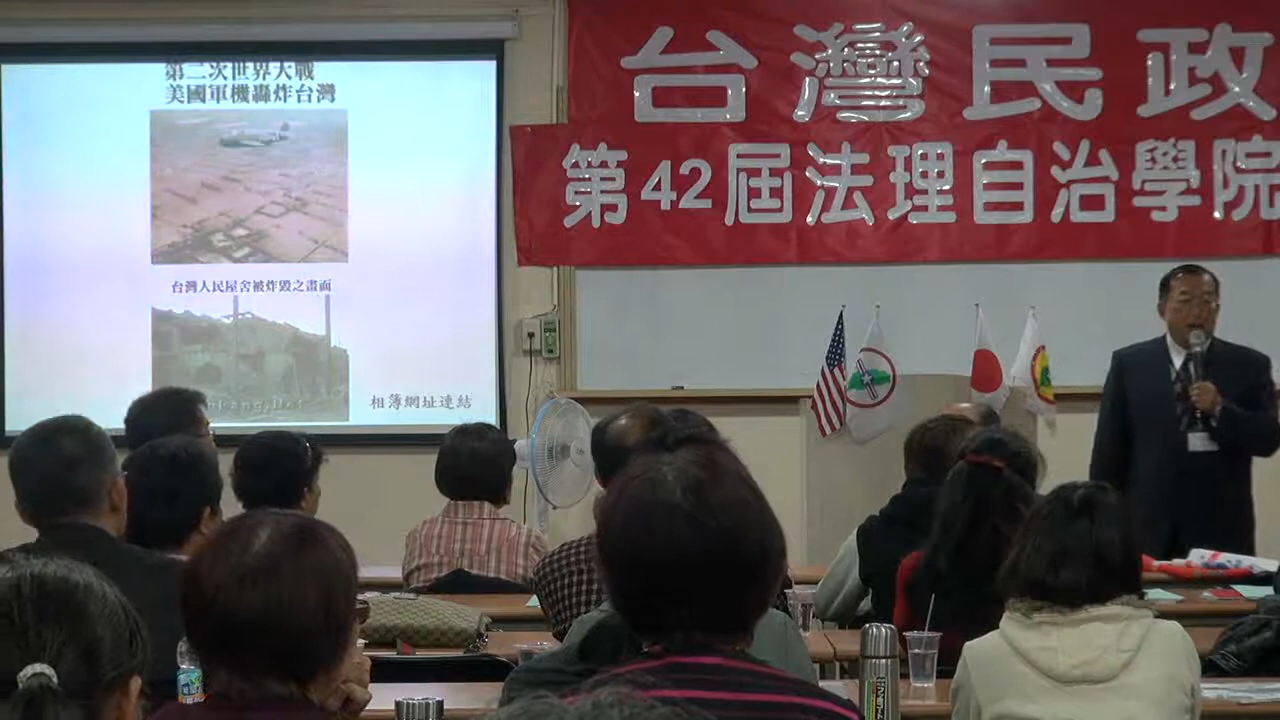 第二次世界大戰
美國軍機轟炸台灣
台灣人民屋舍被炸毀之畫面
相薄網址連結
台灣民政
第42屆法理自治學院